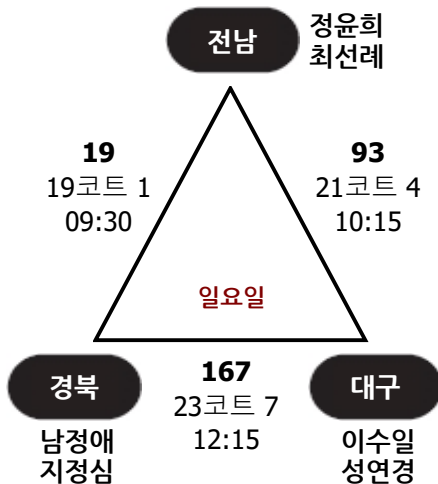 전남
정윤희
최선례
19
19코트 1
09:30
93
21코트 4
10:15
일요일
경북
남정애
지정심
167
23코트 7
12:15
대구
이수일
성연경